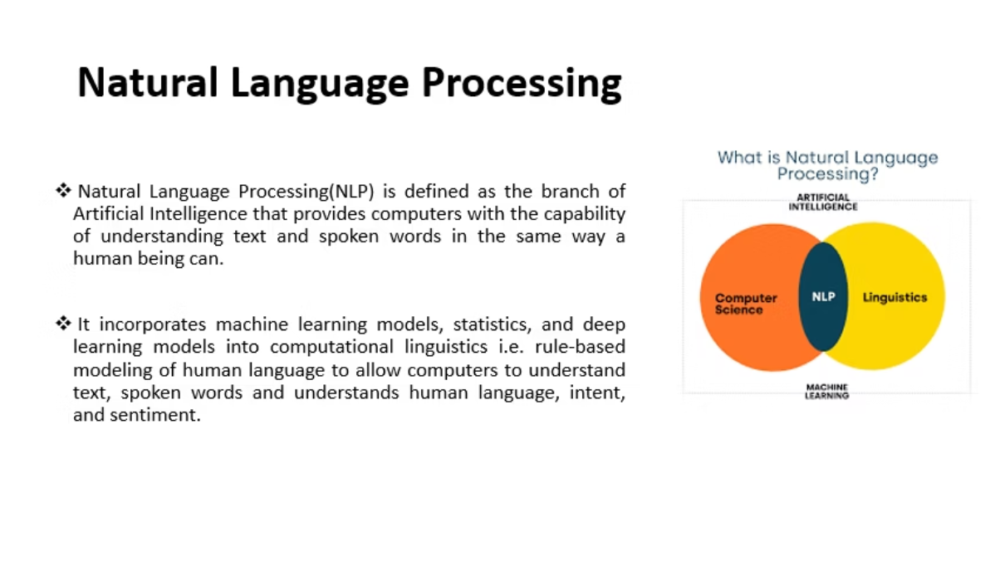 Natural Language Processing
❖ Natural Language Processing(NLP) is defined as the branch of
Artificial Intelligence that provides computers with the capability
of understanding text and spoken words in the same way a
human being can.
❖ It incorporates machine learning models, statistics, and deep
learning models into computational linguistics i.e. rule-based
modeling of human language to allow computers to understand
text, spoken words and understands human language, intent,
and sentiment.
What is Natural Language
Processing?
ARTIFICIAL
INTELLIGENCE
Computer
Science
NLP
Linguistics
MACHINE
LEARNING